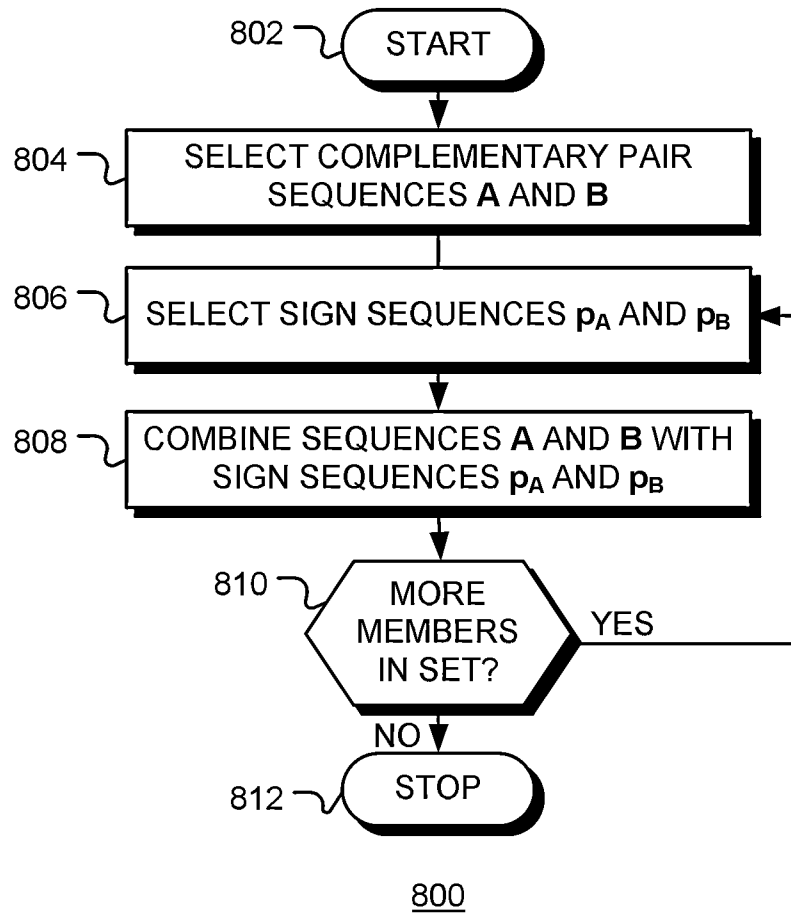 802
START
804
SELECT COMPLEMENTARY PAIR
SEQUENCES A AND B
806
SELECT SIGN SEQUENCES pA AND pB
808
COMBINE SEQUENCES A AND B WITH
SIGN SEQUENCES pA AND pB
810
MORE
MEMBERS
IN SET?
YES
NO
812
STOP
800